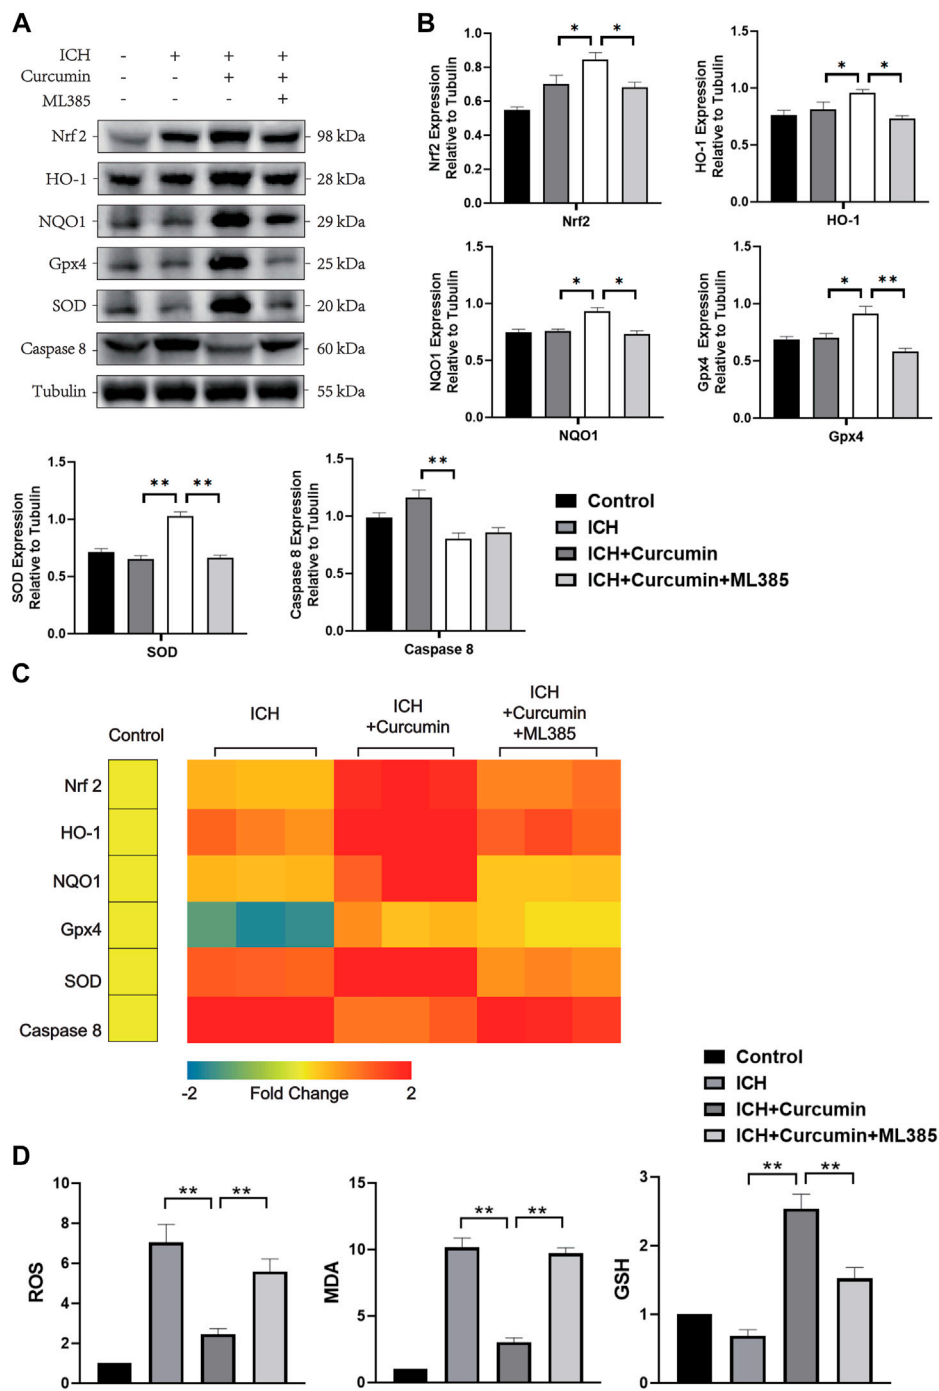 A
ICH - + + +
Curcumin - - + +
ML385 - - - +
Nrf 2 98 kDa
HO-1 28 kDa
NQO1 29 kDa
Gpx4 25 kDa
SOD 20 kDa
Caspase 8 60 kDa
Tubulin 55 kDa
B
Nrf2 Expression
Relative to Tubulin
1.0
0.8
0.6
0.4
0.2
0.0
* *
Nrf2
HO-1 Expression
Relative to Tubulin
1.5
1.0
0.5
0.0
* *
HO-1
NQO1 Expression
Relative to Tubulin
1.5
1.0
0.5
0.0
* *
NQO1
Gpx4 Expression
Relative to Tubulin
1.5
1.0
0.5
0.0
* **
Gpx4
SOD Expression
Relative to Tubulin
1.5
1.0
0.5
0.0
** **
SOD
Caspase 8 Expression
Relative to Tubulin
1.5
1.0
0.5
0.0
**
Caspase 8
Control
ICH
ICH+Curcumin
ICH+Curcumin+ML385
C
Control
ICH
ICH
+Curcumin
ICH
+Curcumin
+ML385
Nrf 2
HO-1
NQO1
Gpx4
SOD
Caspase 8
-2 Fold Change 2
Control
ICH
ICH+Curcumin
ICH+Curcumin+ML385
D
ROS
10
8
6
4
2
0
** **
MDA
15
10
5
0
** **
GSH
3
2
1
0
** **